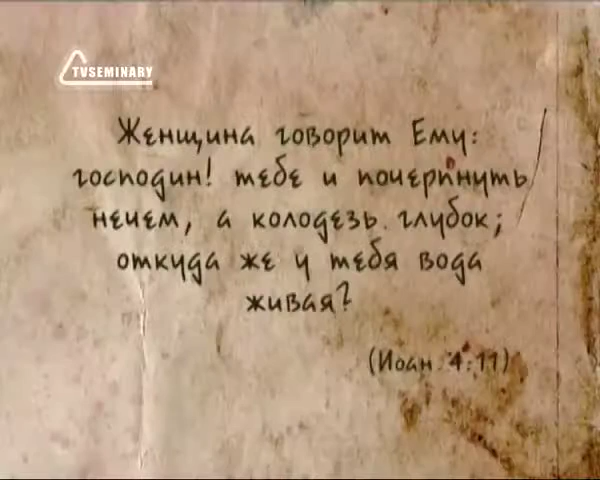 TVSEMINARY
Женщина говорит Ему:
господин! тебе и почерпнуть
нечем, а колодезь глубок;
откуда же у тебя вода
живая?
(Иоан. 4:11)